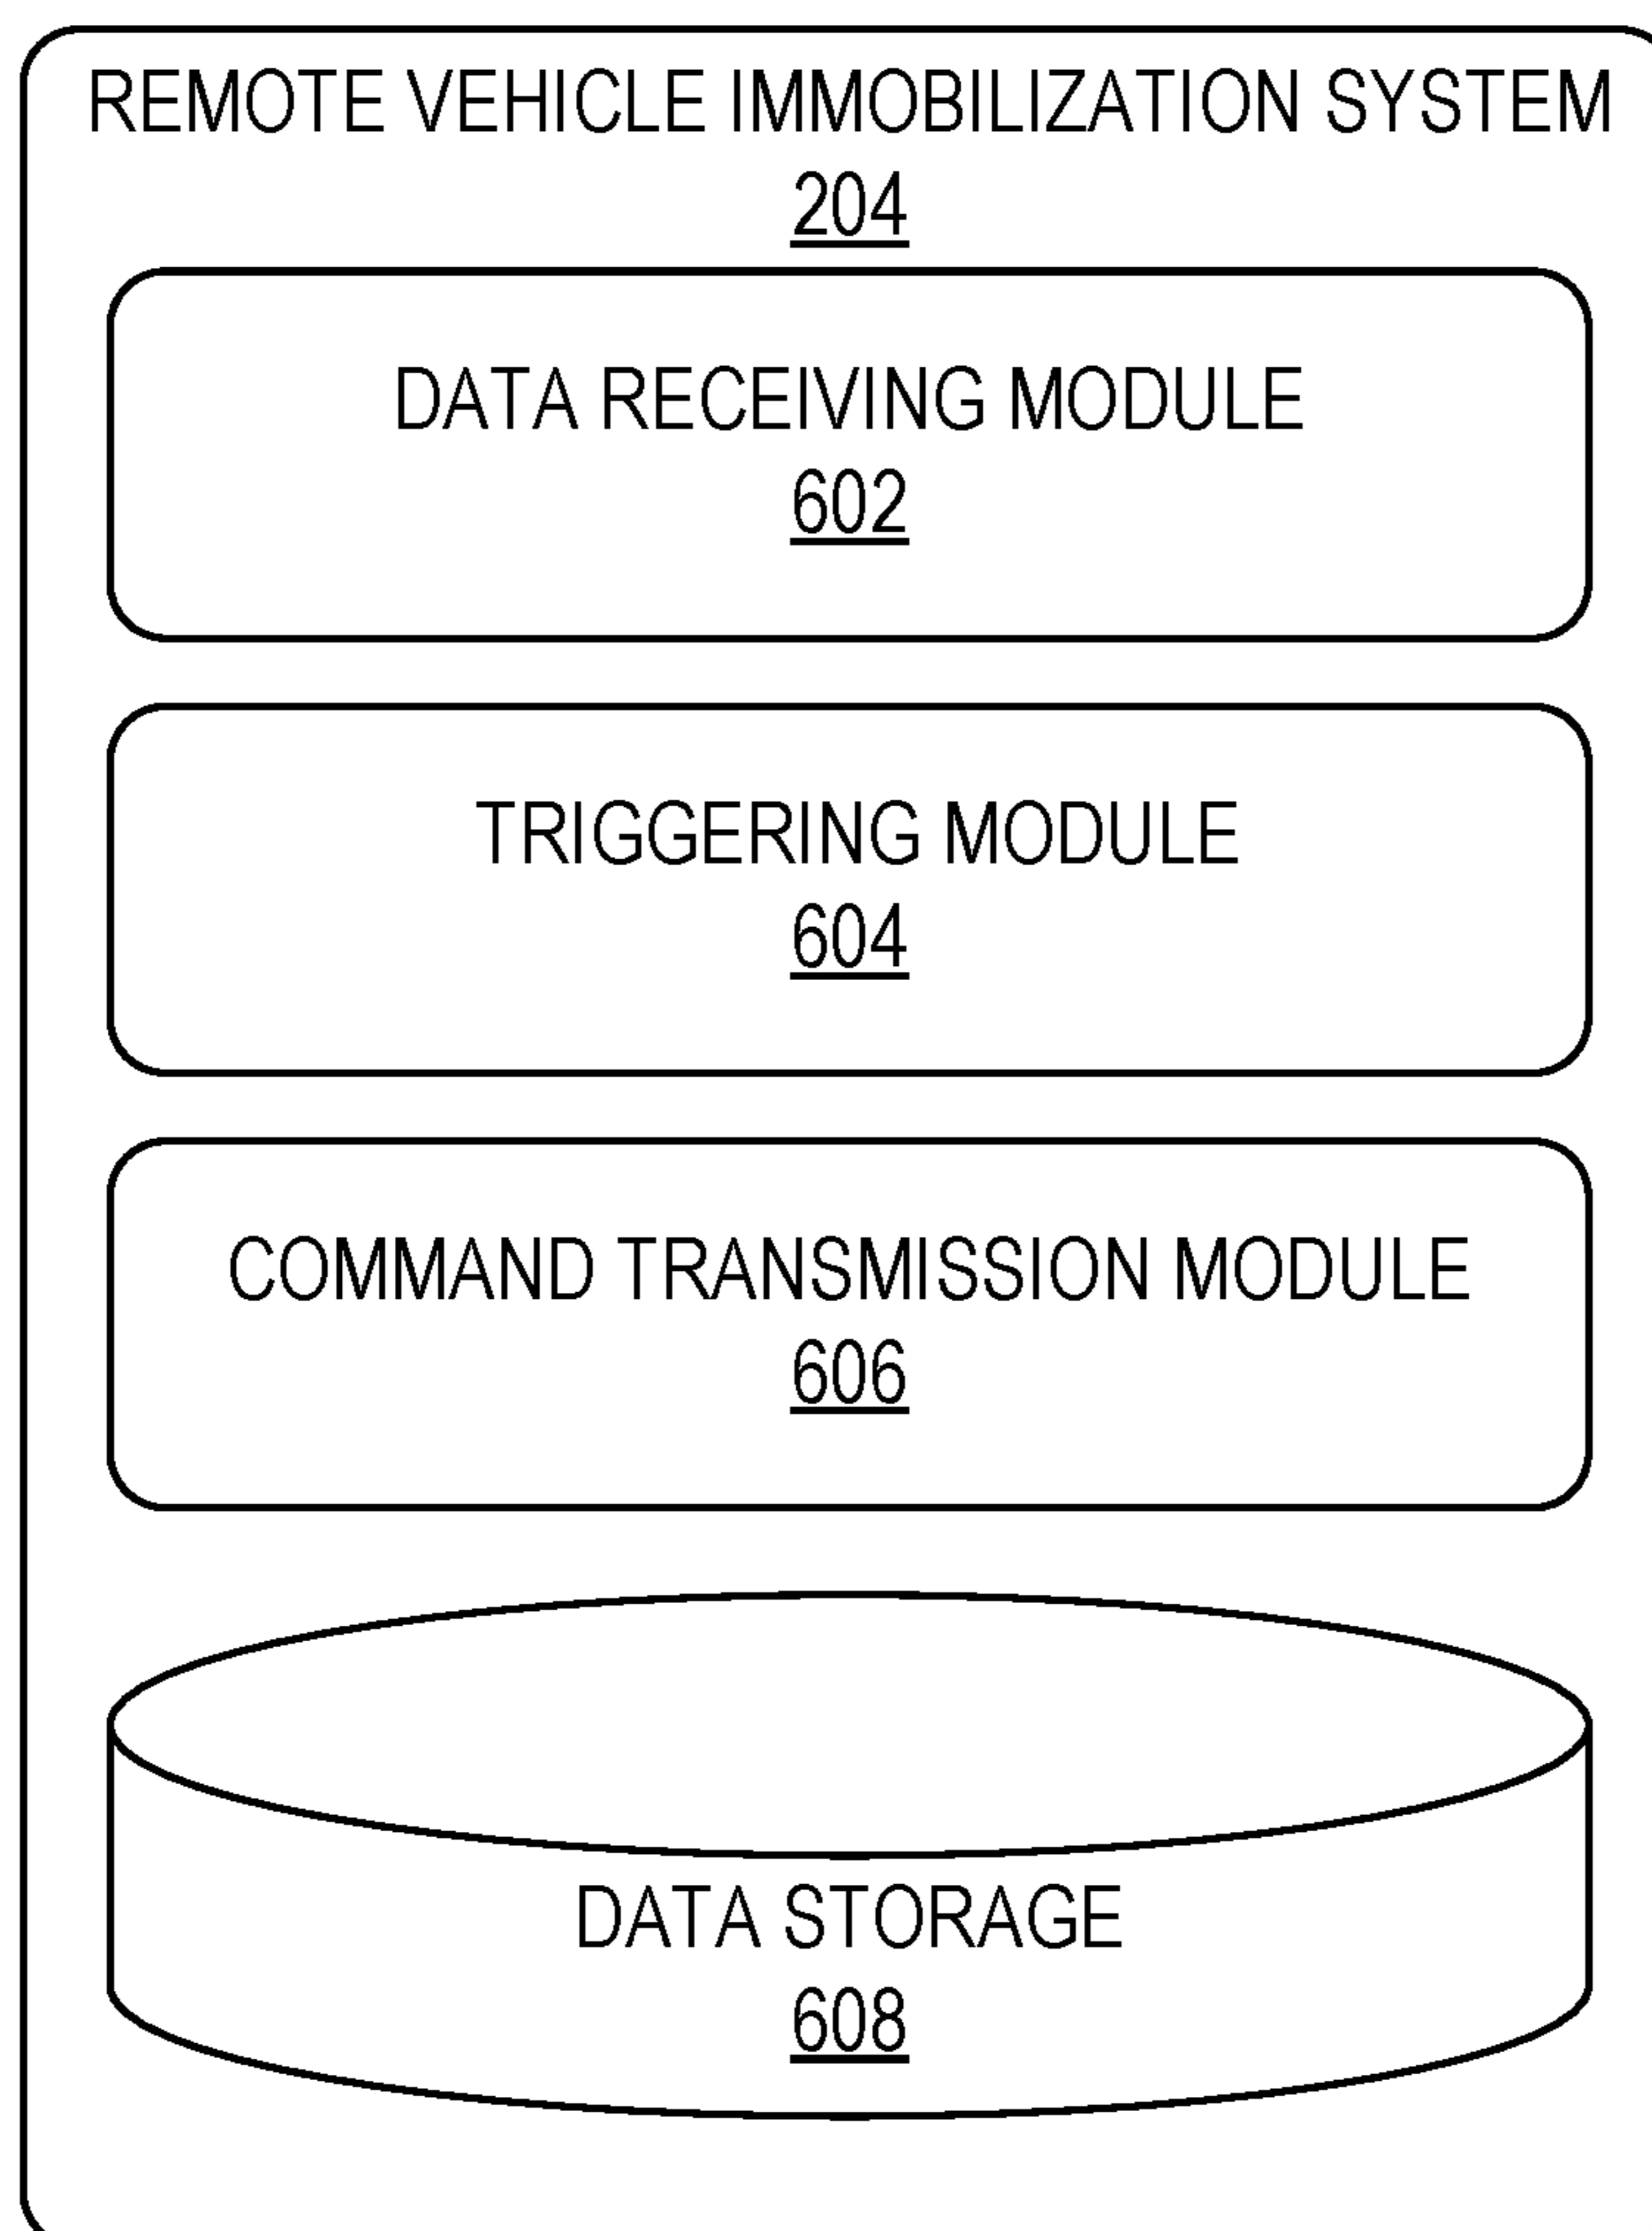 REMOTE VEHICLE IMMOBILIZATION SYSTEM
204
DATA RECEIVING MODULE
602
TRIGGERING MODULE
604
COMMAND TRANSMISSION MODULE
606
DATA STORAGE
608